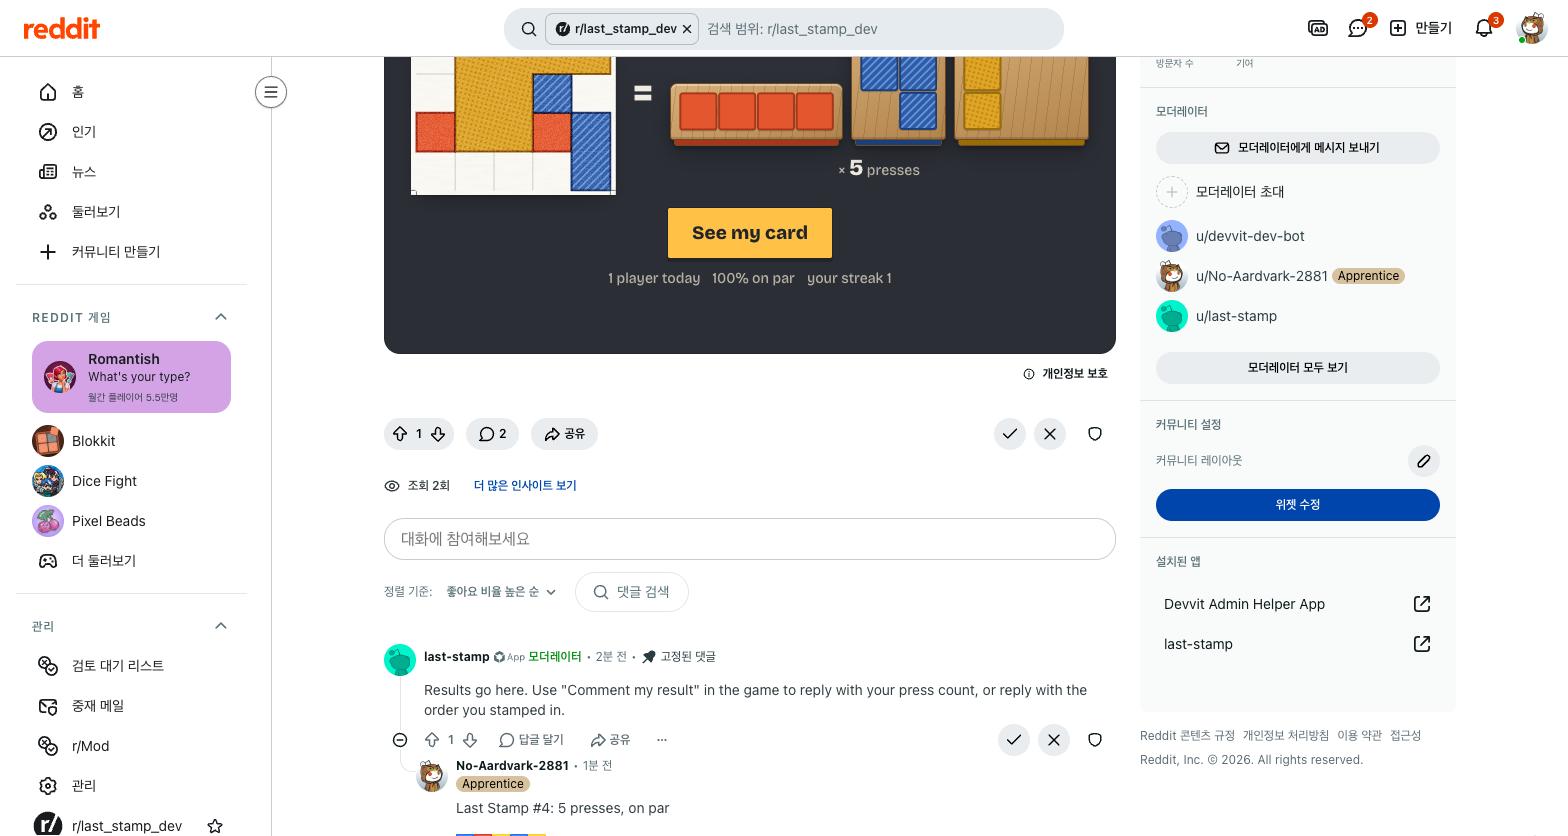 reddit
r/last_stamp_dev
검색 범위: r/last_stamp_dev
AD
2
만들기
3
홈
인기
뉴스
둘러보기
커뮤니티 만들기
REDDIT 게임
Romantish
What's your type?
월간 플레이어 5.5만명
Blokkit
Dice Fight
Pixel Beads
더 둘러보기
관리
검토 대기 리스트
중재 메일
r/Mod
관리
r/last_stamp_dev
=
× 5 presses
See my card
1 player today 100% on par your streak 1
개인정보 보호
1
2
공유
조회 2회
더 많은 인사이트 보기
대화에 참여해보세요
정렬 기준: 좋아요 비율 높은 순
댓글 검색
last-stamp App 모더레이터 • 2분 전 • 고정된 댓글
Results go here. Use "Comment my result" in the game to reply with your press count, or reply with the
order you stamped in.
1
답글 달기
공유
No-Aardvark-2881 • 1분 전
Apprentice
Last Stamp #4: 5 presses, on par
방문자 수
기여
모더레이터
모더레이터에게 메시지 보내기
모더레이터 초대
u/devvit-dev-bot
u/No-Aardvark-2881 Apprentice
u/last-stamp
모더레이터 모두 보기
커뮤니티 설정
커뮤니티 레이아웃
위젯 수정
설치된 앱
Devvit Admin Helper App
last-stamp
Reddit 콘텐츠 규정 개인정보 처리방침 이용 약관 접근성
Reddit, Inc. © 2026. All rights reserved.